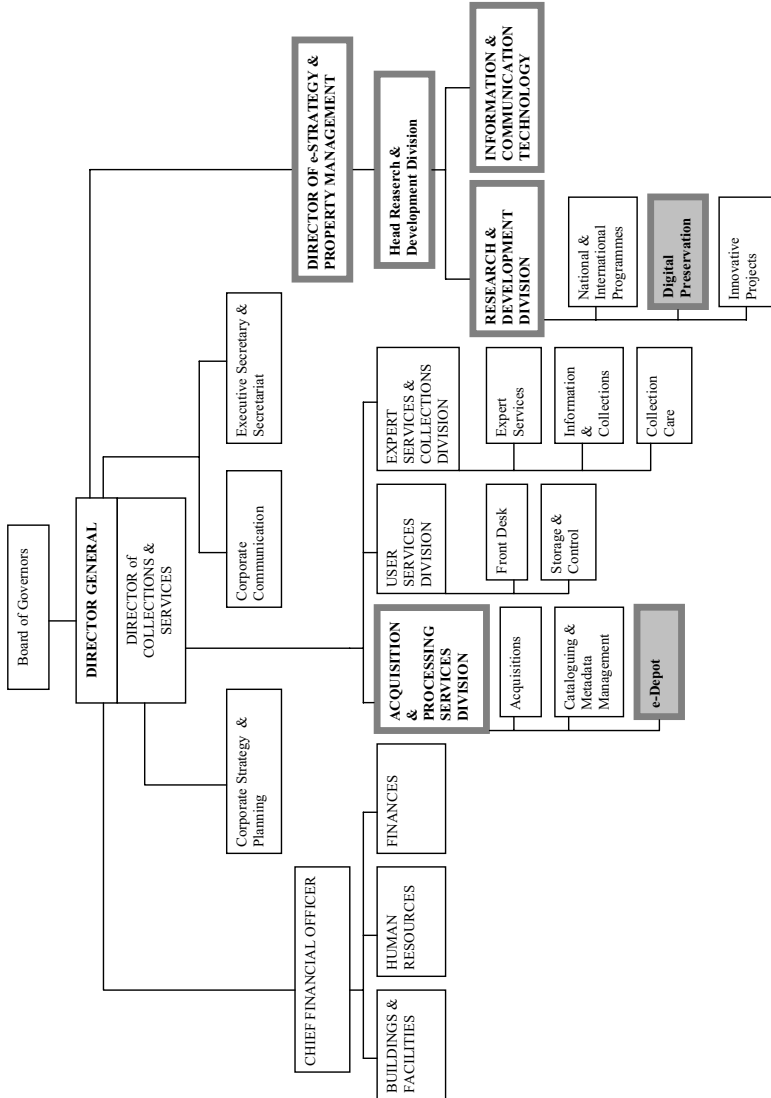 Board of Governors
DIRECTOR GENERAL
DIRECTOR of
COLLECTIONS &
SERVICES
Corporate Strategy &
Planning
Corporate
Communication
Executive Secretary &
Secretariat
CHIEF FINANCIAL OFFICER
DIRECTOR OF e-STRATEGY &
PROPERTY MANAGEMENT
Head Reaserch &
Development Division
BUILDINGS &
FACILITIES
HUMAN
RESOURCES
FINANCES
ACQUISITION
&
PROCESSING
SERVICES
DIVISION
Acquisitions
Cataloguing &
Metadata
Management
e-Depot
USER
SERVICES
DIVISION
Front Desk
Storage &
Control
EXPERT
SERVICES &
COLLECTIONS
DIVISION
Expert
Services
Information
&
Collections
Collection
Care
RESEARCH &
DEVELOPMENT
DIVISION
National &
International
Programmes
Digital
Preservation
Innovative
Projects
INFORMATION &
COMMUNICATION
TECHNOLOGY